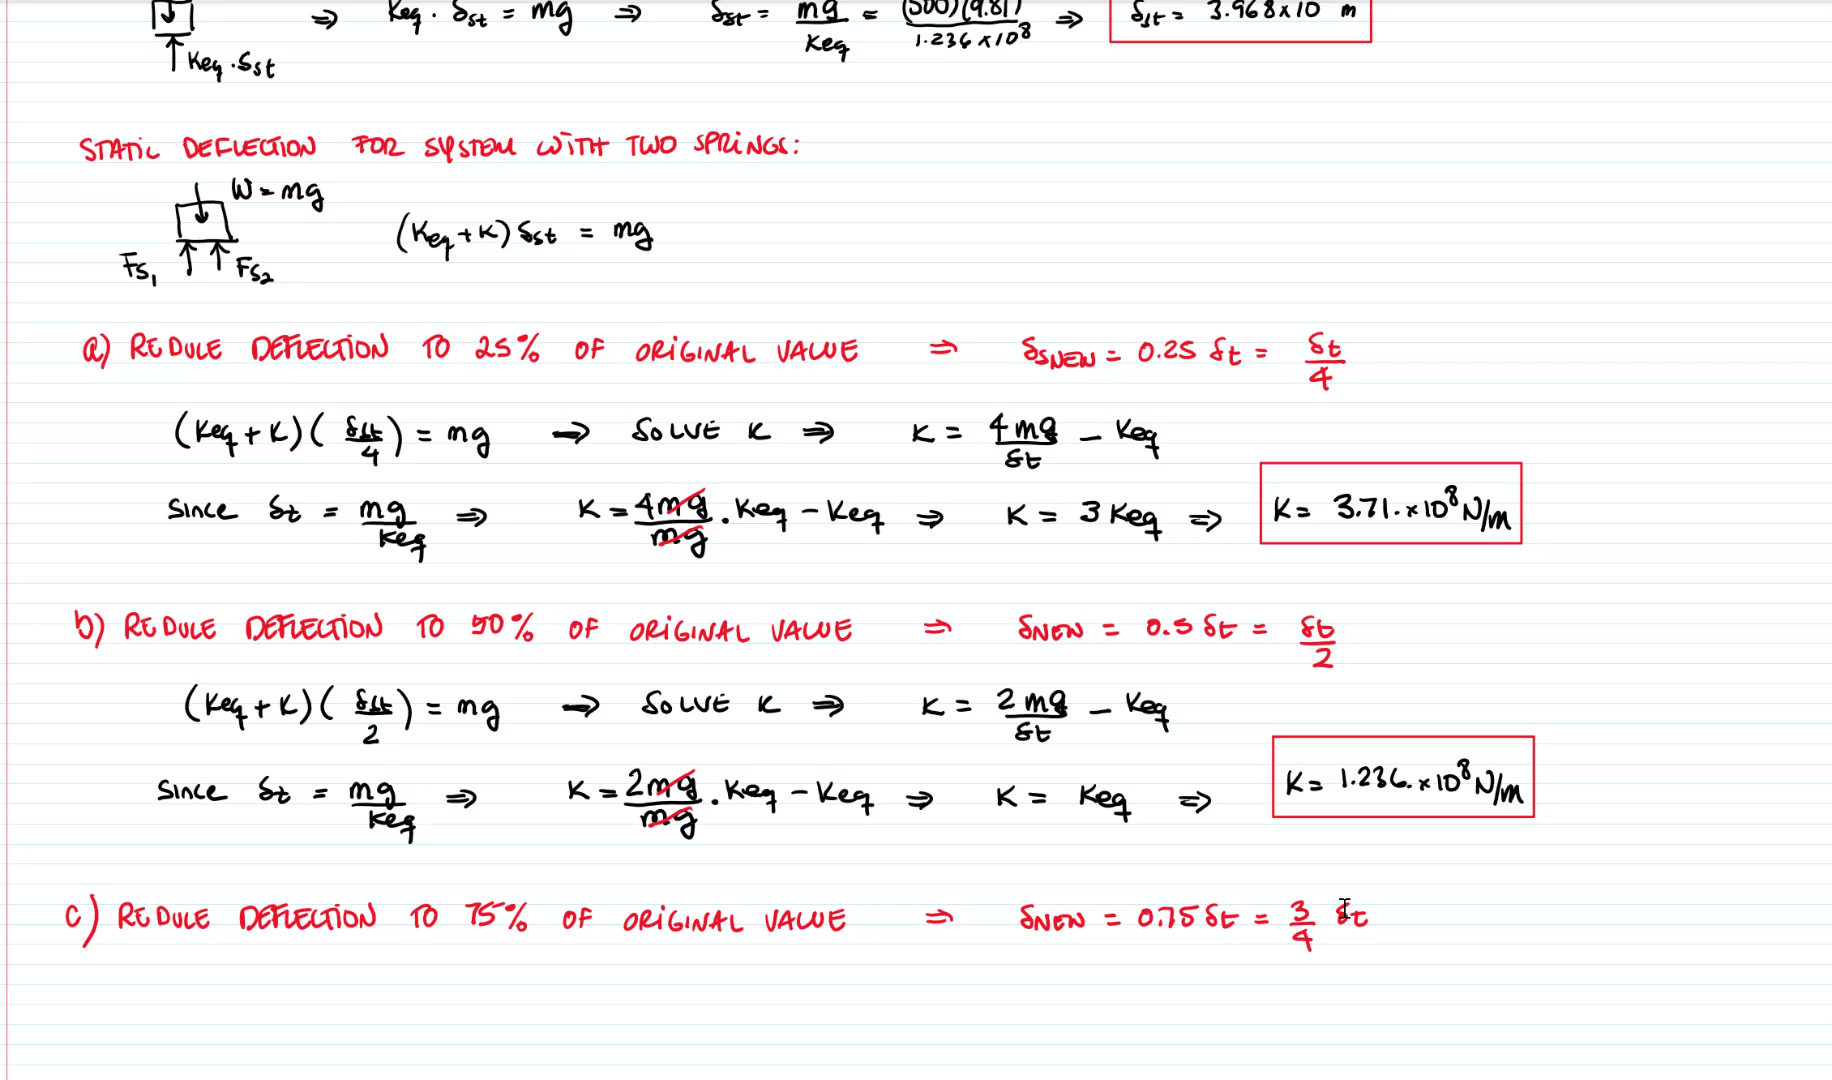 ⇒ Keq · δst = mg ⇒ δst = mg/Keq = (500)(9.81)/1.236 x10^8 ⇒ δst = 3.968x10 m
Keq · δst
STATIC DEFLECTION FOR SYSTEM WITH TWO SPRINGS:
W = mg
(Keq + K) δst = mg
Fs1 Fs2
a) REDUCE DEFLECTION TO 25% OF ORIGINAL VALUE ⇒ δsNEW = 0.25 δt = δt/4
(Keq + K)(δst/4) = mg → SOLVE K ⇒ K = 4mg/δt - Keq
SINCE δt = mg/Keq ⇒ K = 4mg/mg · Keq - Keq ⇒ K = 3 Keq ⇒ K = 3.71.x10^8 N/m
b) REDUCE DEFLECTION TO 50% OF ORIGINAL VALUE ⇒ δNEW = 0.5 δt = δt/2
(Keq + K)(δst/2) = mg → SOLVE K ⇒ K = 2mg/δt - Keq
SINCE δt = mg/Keq ⇒ K = 2mg/mg · Keq - Keq ⇒ K = Keq ⇒ K = 1.236.x10^8 N/m
c) REDUCE DEFLECTION TO 75% OF ORIGINAL VALUE ⇒ δNEW = 0.75 δt = 3/4 δt